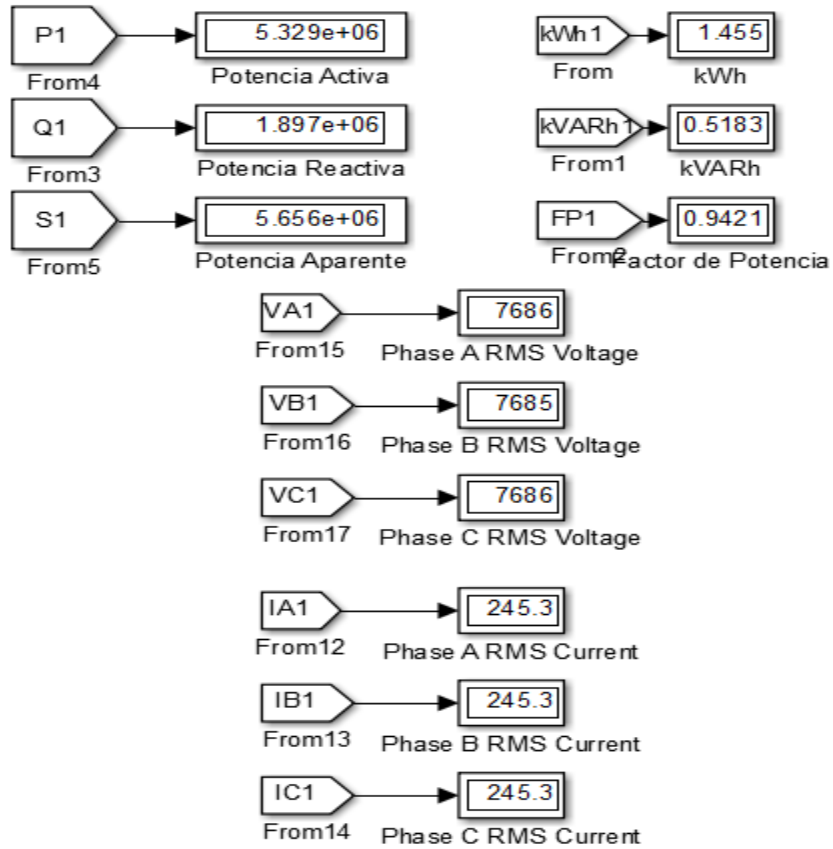 P1 5.329e+06 kWh1 1.455
From4 Potencia Activa From kWh
Q1 1.897e+06 kVARh1 0.5183
From3 Potencia Reactiva From1 kVARh
S1 5.656e+06 FP1 0.9421
From5 Potencia Aparente From2 Factor de Potencia
VA1 7686
From15 Phase A RMS Voltage
VB1 7685
From16 Phase B RMS Voltage
VC1 7686
From17 Phase C RMS Voltage
IA1 245.3
From12 Phase A RMS Current
IB1 245.3
From13 Phase B RMS Current
IC1 245.3
From14 Phase C RMS Current